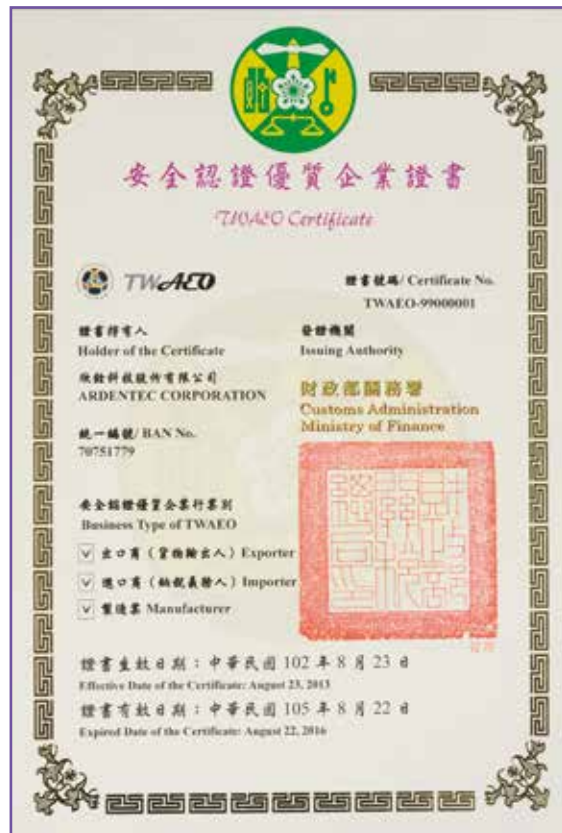 安全認證優質企業證書
TWAEO Certificate
TWAEO
證書號碼/ Certificate No.
TWAEO-99000001
證書持有人
Holder of the Certificate
欣銓科技股份有限公司
ARDENTEC CORPORATION
統一編號/ BAN No.
70751779
發證機關
Issuing Authority
財政部關務署
Customs Administration
Ministry of Finance
安全認證優質企業行業別
Business Type of TWAEO
v 出口商（貨物輸出人）Exporter
v 進口商（納稅義務人）Importer
v 製造業 Manufacturer
證書生效日期：中華民國 102 年 8 月 23 日
Effective Date of the Certificate: August 23, 2013
證書有效日期：中華民國 105 年 8 月 22 日
Expired Date of the Certificate: August 22, 2016